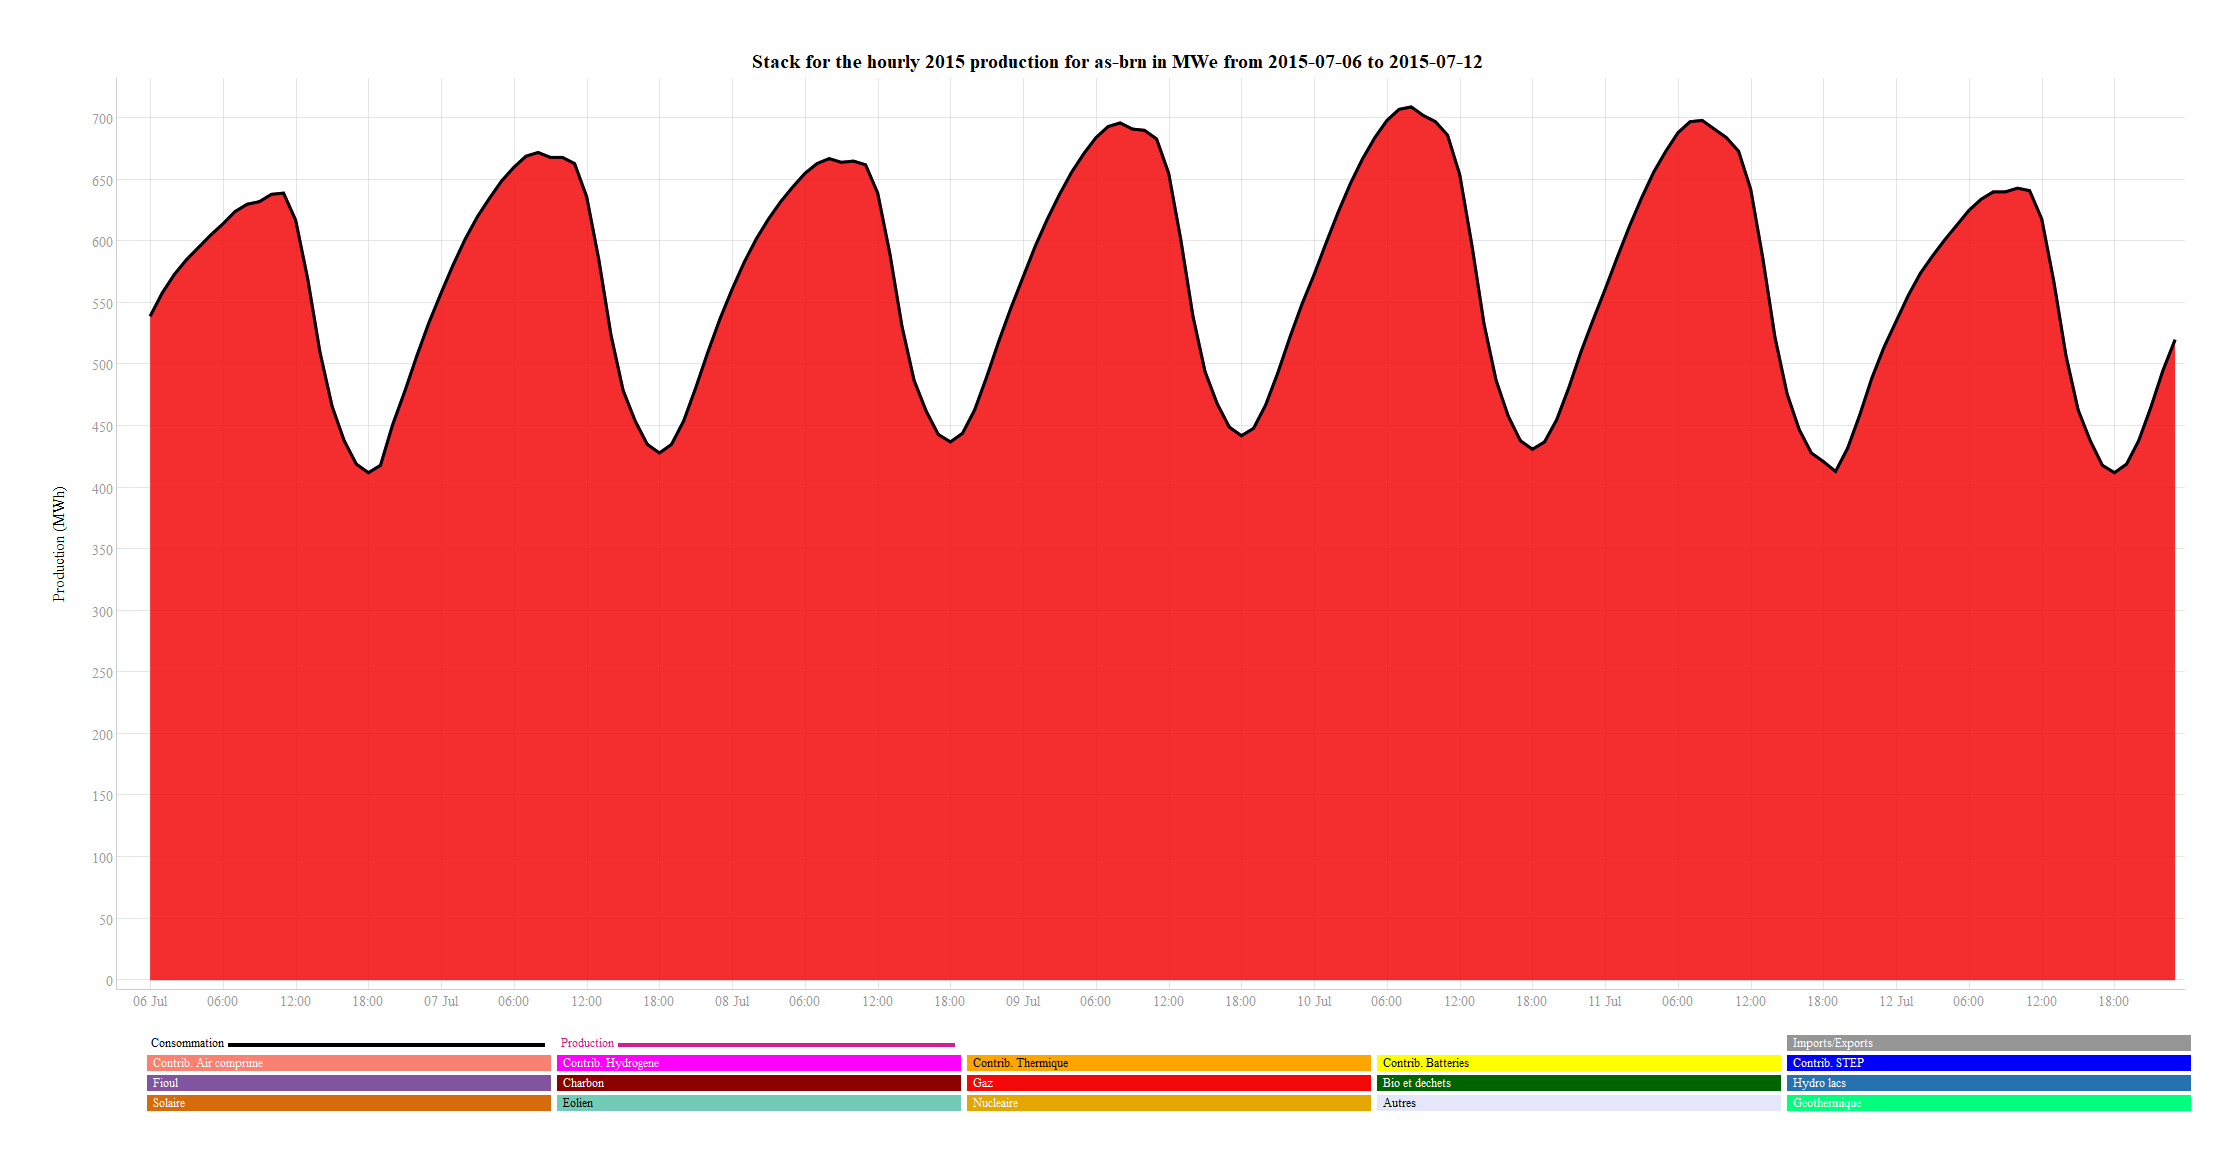 Stack for the hourly 2015 production for as-brn in MWe from 2015-07-06 to 2015-07-12
Production (MWh)
700
650
600
550
500
450
400
350
300
250
200
150
100
50
0
06 Jul 06:00 12:00 18:00 07 Jul 06:00 12:00 18:00 08 Jul 06:00 12:00 18:00 09 Jul 06:00 12:00 18:00 10 Jul 06:00 12:00 18:00 11 Jul 06:00 12:00 18:00 12 Jul 06:00 12:00 18:00
Consommation Production Imports/Exports
Contrib. Air comprime Contrib. Hydrogene Contrib. Thermique Contrib. Batteries Contrib. STEP
Fioul Charbon Gaz Bio et dechets Hydro lacs
Solaire Eolien Nucleaire Autres Geothermique